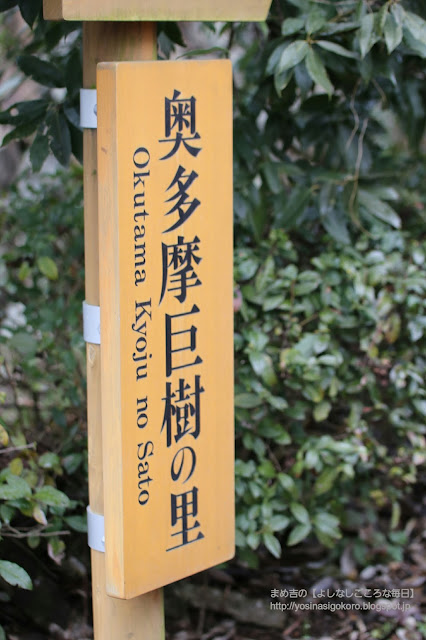 奥多摩巨樹の里
Okutama Kyoju no Sato
まめ吉の【よしなしごころな毎日】
http://yosinasigokoro.blogspot.jp/